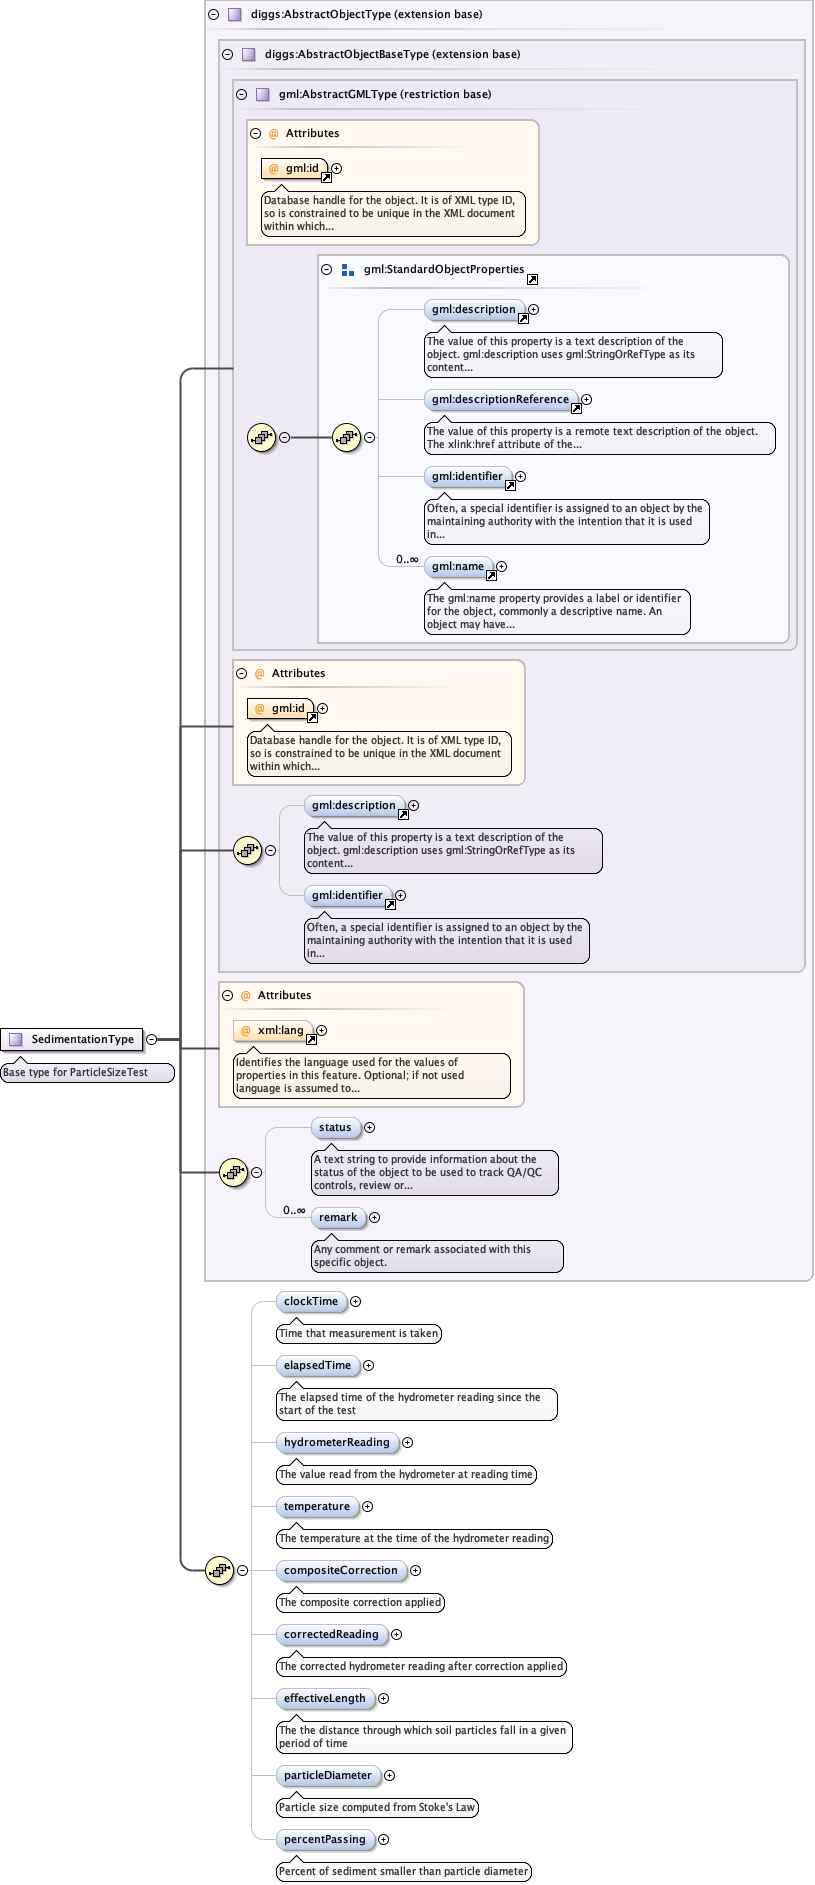 diggs:AbstractObjectType (extension base)
diggs:AbstractObjectBaseType (extension base)
gml:AbstractGMLType (restriction base)
@ Attributes
@ gml:id
Database handle for the object. It is of XML type ID,
so is constrained to be unique in the XML document
within which...
gml:StandardObjectProperties
gml:description
The value of this property is a text description of the
object. gml:description uses gml:StringOrRefType as its
content...
gml:descriptionReference
The value of this property is a remote text description of the object.
The xlink:href attribute of the...
gml:identifier
Often, a special identifier is assigned to an object by the
maintaining authority with the intention that it is used
in...
0..∞
gml:name
The gml:name property provides a label or identifier
for the object, commonly a descriptive name. An
object may have...
@ Attributes
@ gml:id
Database handle for the object. It is of XML type ID,
so is constrained to be unique in the XML document
within which...
gml:description
The value of this property is a text description of the
object. gml:description uses gml:StringOrRefType as its
content...
gml:identifier
Often, a special identifier is assigned to an object by the
maintaining authority with the intention that it is used
in...
@ Attributes
@ xml:lang
Identifies the language used for the values of
properties in this feature. Optional; if not used
language is assumed to...
SedimentationType
Base type for ParticleSizeTest
status
A text string to provide information about the
status of the object to be used to track QA/QC
controls, review or...
0..∞
remark
Any comment or remark associated with this
specific object.
clockTime
Time that measurement is taken
elapsedTime
The elapsed time of the hydrometer reading since the
start of the test
hydrometerReading
The value read from the hydrometer at reading time
temperature
The temperature at the time of the hydrometer reading
compositeCorrection
The composite correction applied
correctedReading
The corrected hydrometer reading after correction applied
effectiveLength
The the distance through which soil particles fall in a given
period of time
particleDiameter
Particle size computed from Stoke's Law
percentPassing
Percent of sediment smaller than particle diameter